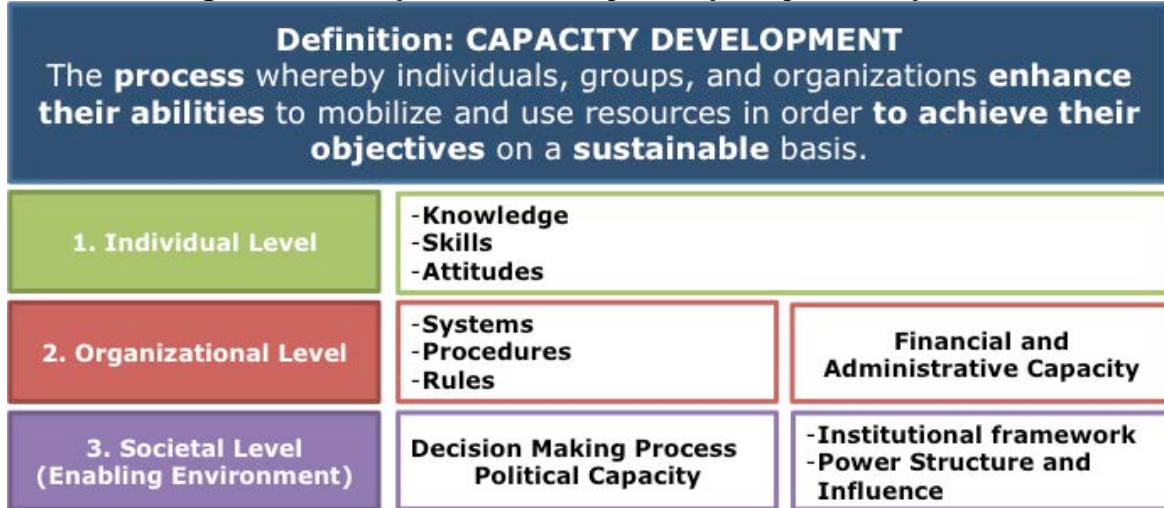 Definition: CAPACITY DEVELOPMENT
The process whereby individuals, groups, and organizations enhance
their abilities to mobilize and use resources in order to achieve their
objectives on a sustainable basis.
1. Individual Level
-Knowledge
-Skills
-Attitudes
2. Organizational Level
-Systems
-Procedures
-Rules
Financial and
Administrative Capacity
3. Societal Level
(Enabling Environment)
Decision Making Process
Political Capacity
-Institutional framework
-Power Structure and
Influence